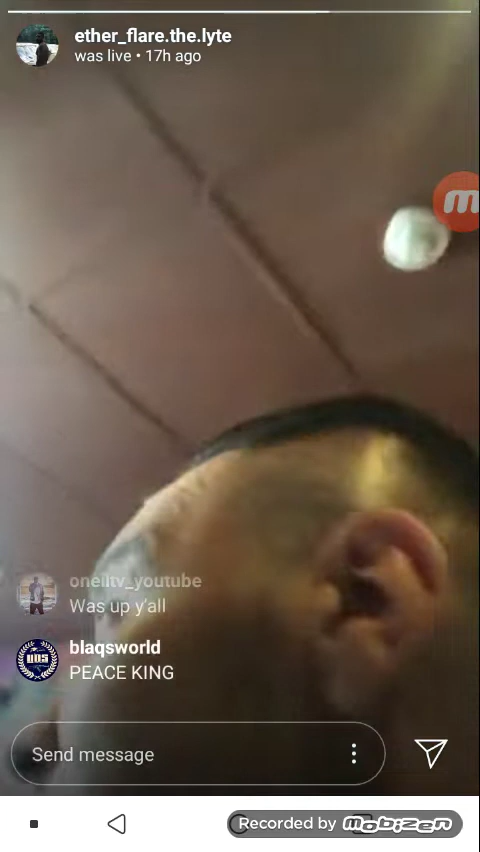 ether_flare.the.lyte
was live • 17h ago
oneiltv_youtube
Was up y'all
blaqsworld
PEACE KING
Send message
Recorded by mobizen